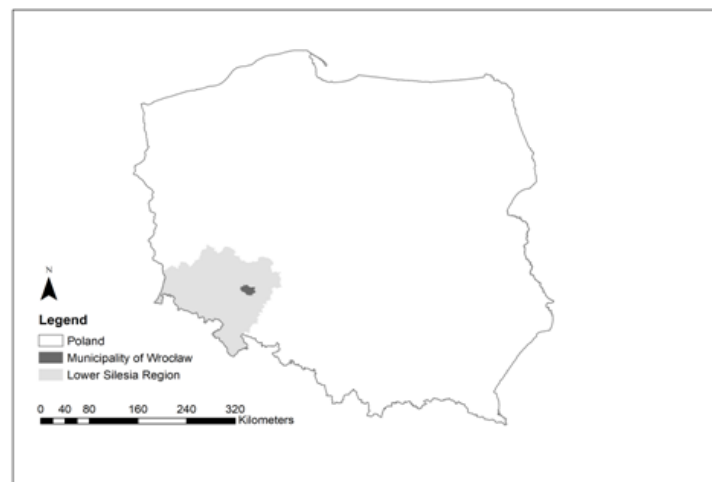 N
Legend
Poland
Municipality of Wrocław
Lower Silesia Region
0 40 80 160 240 320
Kilometers